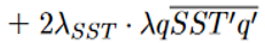 + 2λ_{SST} · λq\overline{SST'q'}